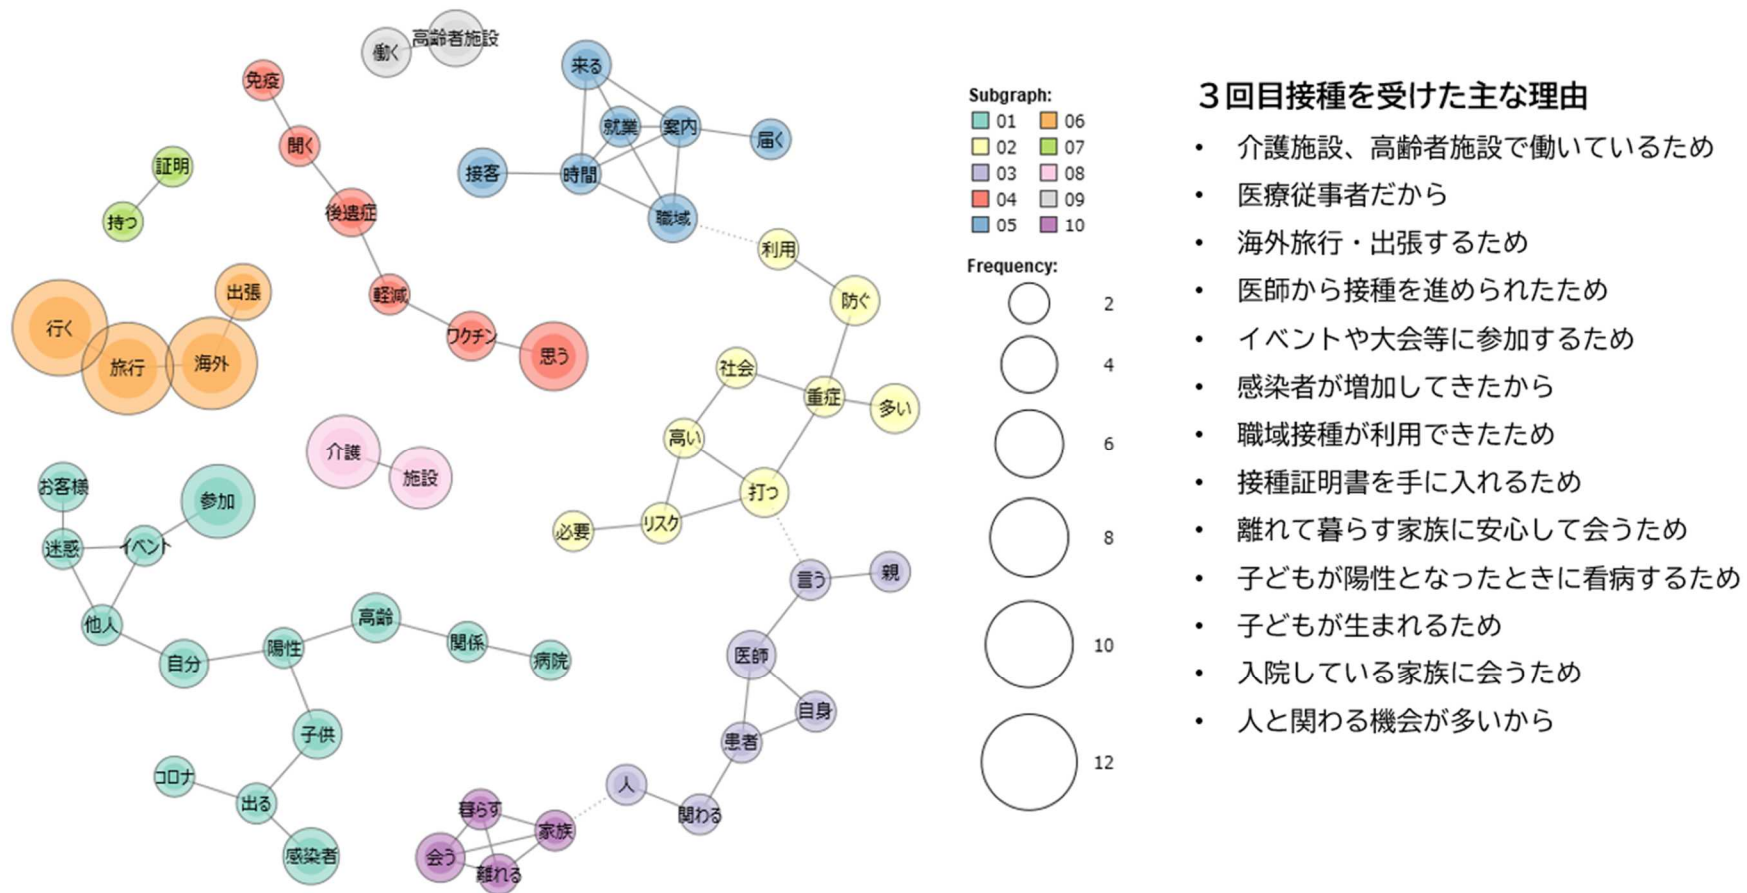 働く
高齢者施設
免疫
聞く
後遺症
軽減
ワクチン
思う
証明
持つ
来る
就業
案内
届く
接客
時間
職域
利用
防ぐ
社会
重症
多い
高い
打つ
必要
リスク
行く
旅行
海外
出張
介護
施設
お客様
参加
迷惑
イベント
他人
自分
陽性
高齢
関係
病院
子供
コロナ
出る
感染者
言う
親
医師
自身
患者
人
関わる
暮らす
家族
会う
離れる
Subgraph:
01 06
02 07
03 08
04 09
05 10
Frequency:
2
4
6
8
10
12
３回目接種を受けた主な理由
• 介護施設、高齢者施設で働いているため
• 医療従事者だから
• 海外旅行・出張するため
• 医師から接種を進められたため
• イベントや大会等に参加するため
• 感染者が増加してきたから
• 職域接種が利用できたため
• 接種証明書を手に入れるため
• 離れて暮らす家族に安心して会うため
• 子どもが陽性となったときに看病するため
• 子どもが生まれるため
• 入院している家族に会うため
• 人と関わる機会が多いから